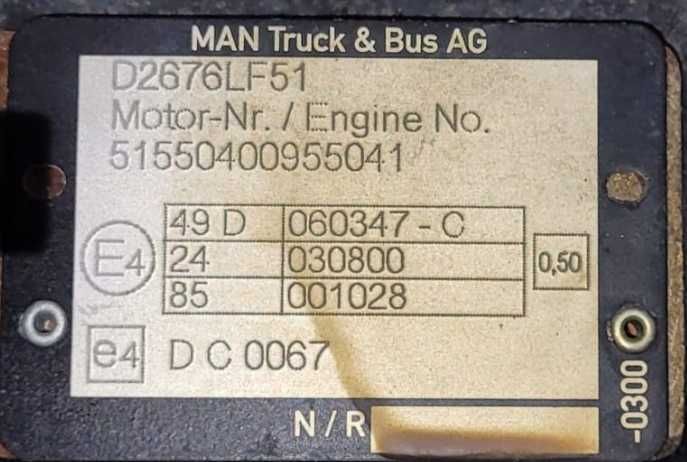 MAN Truck & Bus AG
D2676LF51
Motor-Nr. / Engine No.
51550400955041
E4
49 D 060347 - C
24 030800
85 001028
0,50
e4 D C 0067
N / R
-0300